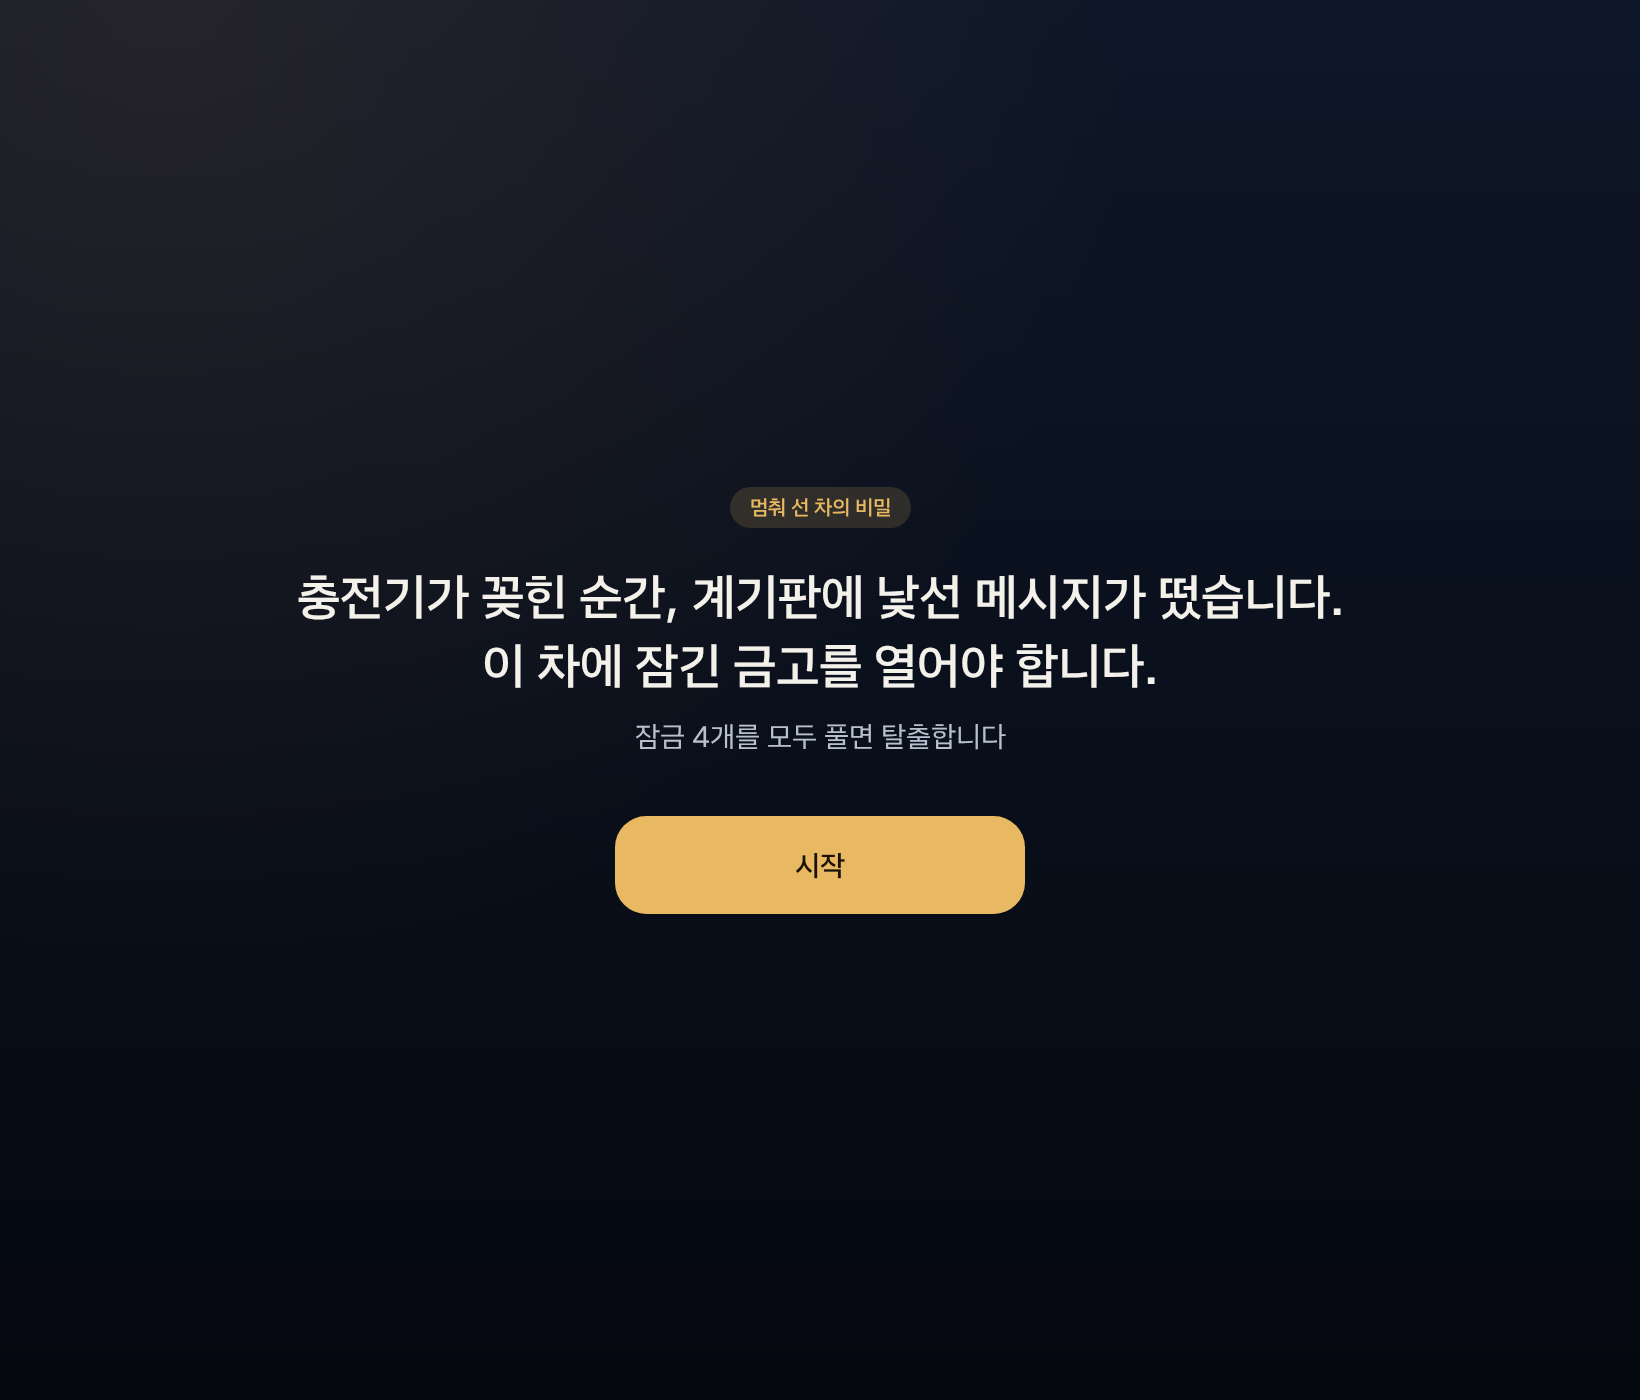 멈춰 선 차의 비밀
충전기가 꽂힌 순간, 계기판에 낯선 메시지가 떴습니다.
이 차에 잠긴 금고를 열어야 합니다.
잠금 4개를 모두 풀면 탈출합니다
시작